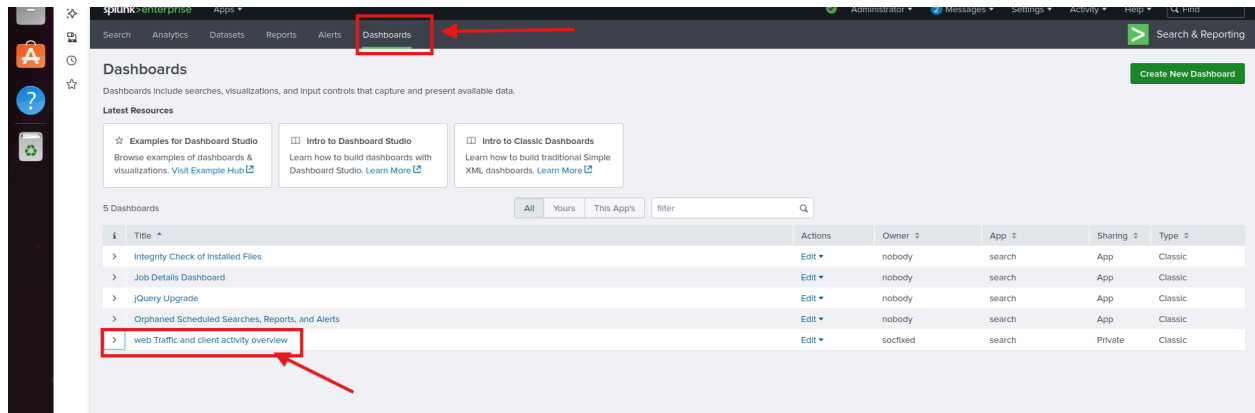 splunk>enterprise Apps
Administrator 2 Messages Settings Activity Help Find
Search Analytics Datasets Reports Alerts Dashboards
Search & Reporting
Dashboards
Create New Dashboard
Dashboards include searches, visualizations, and input controls that capture and present available data.
Latest Resources
Examples for Dashboard Studio
Browse examples of dashboards &
visualizations. Visit Example Hub
Intro to Dashboard Studio
Learn how to build dashboards with
Dashboard Studio. Learn More
Intro to Classic Dashboards
Learn how to build traditional Simple
XML dashboards. Learn More
5 Dashboards All Yours This App's filter
i Title Actions Owner App Sharing Type
> Integrity Check of Installed Files Edit nobody search App Classic
> Job Details Dashboard Edit nobody search App Classic
> jQuery Upgrade Edit nobody search App Classic
> Orphaned Scheduled Searches, Reports, and Alerts Edit nobody search App Classic
> web Traffic and client activity overview Edit socfixed search Private Classic